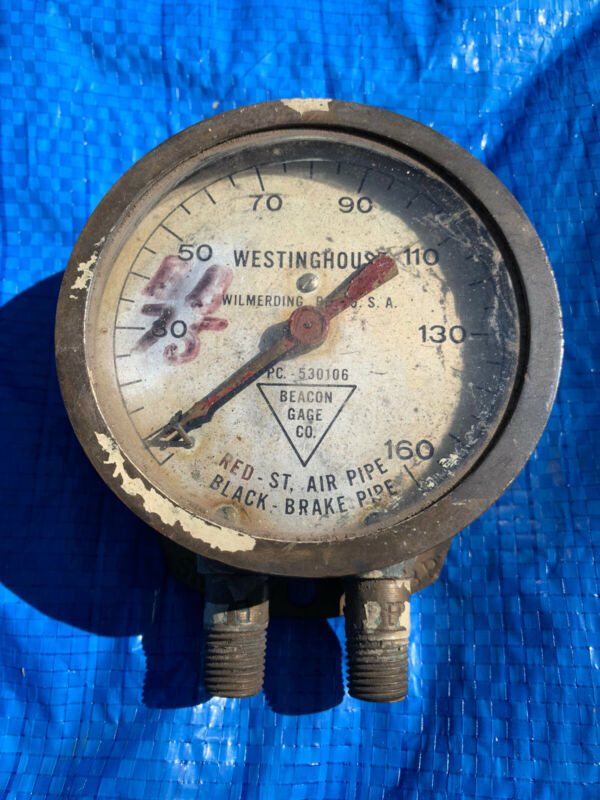 70 90
50 110
WESTINGHOUSE
WILMERDING, PA. U. S. A.
30 130
PC. - 530106
BEACON
GAGE
CO.
160
RED - ST. AIR PIPE
BLACK - BRAKE PIPE